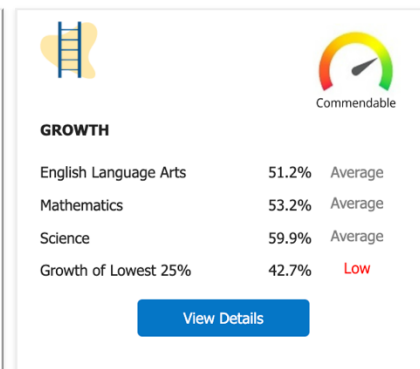 Commendable
GROWTH
English Language Arts 51.2% Average
Mathematics 53.2% Average
Science 59.9% Average
Growth of Lowest 25% 42.7% Low
View Details